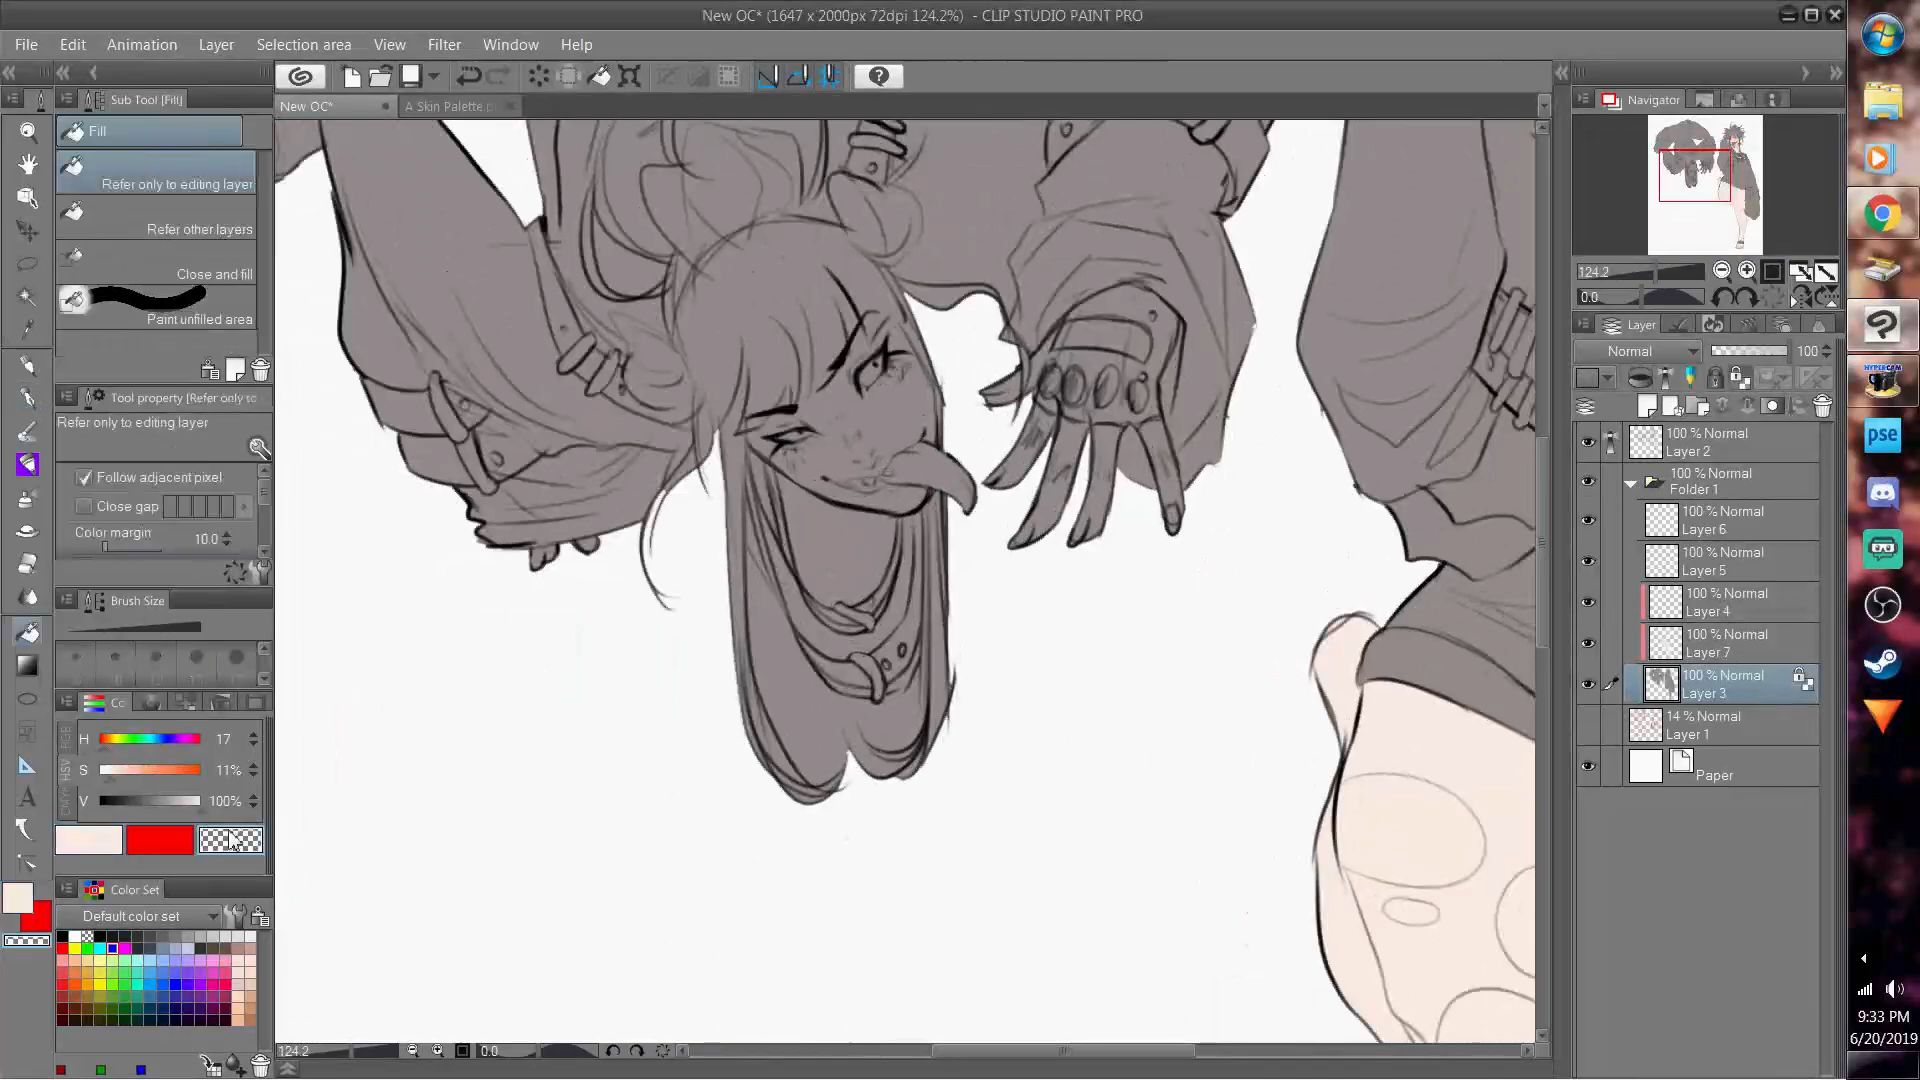 New OC* (1647 x 2000px 72dpi 124.2%) - CLIP STUDIO PAINT PRO
File Edit Animation Layer Selection area View Filter Window Help
Sub Tool [Fill]
Fill
Refer only to editing layer
Refer other layers
Close and fill
Paint unfilled area
Tool property [Refer only to
Refer only to editing layer
Follow adjacent pixel
Close gap
Color margin 10.0
Brush Size
Cc
H 17
S 11%
V 100%
RGB
HSV
CMYK
Color Set
Default color set
New OC* A Skin Palette.p
124.2 0.0
Navigator
124.2
0.0
Layer
Normal 100
100 % Normal
Layer 2
100 % Normal
Folder 1
100 % Normal
Layer 6
100 % Normal
Layer 5
100 % Normal
Layer 4
100 % Normal
Layer 7
100 % Normal
Layer 3
14 % Normal
Layer 1
Paper
HYPERCAM
pse
9:33 PM
6/20/2019